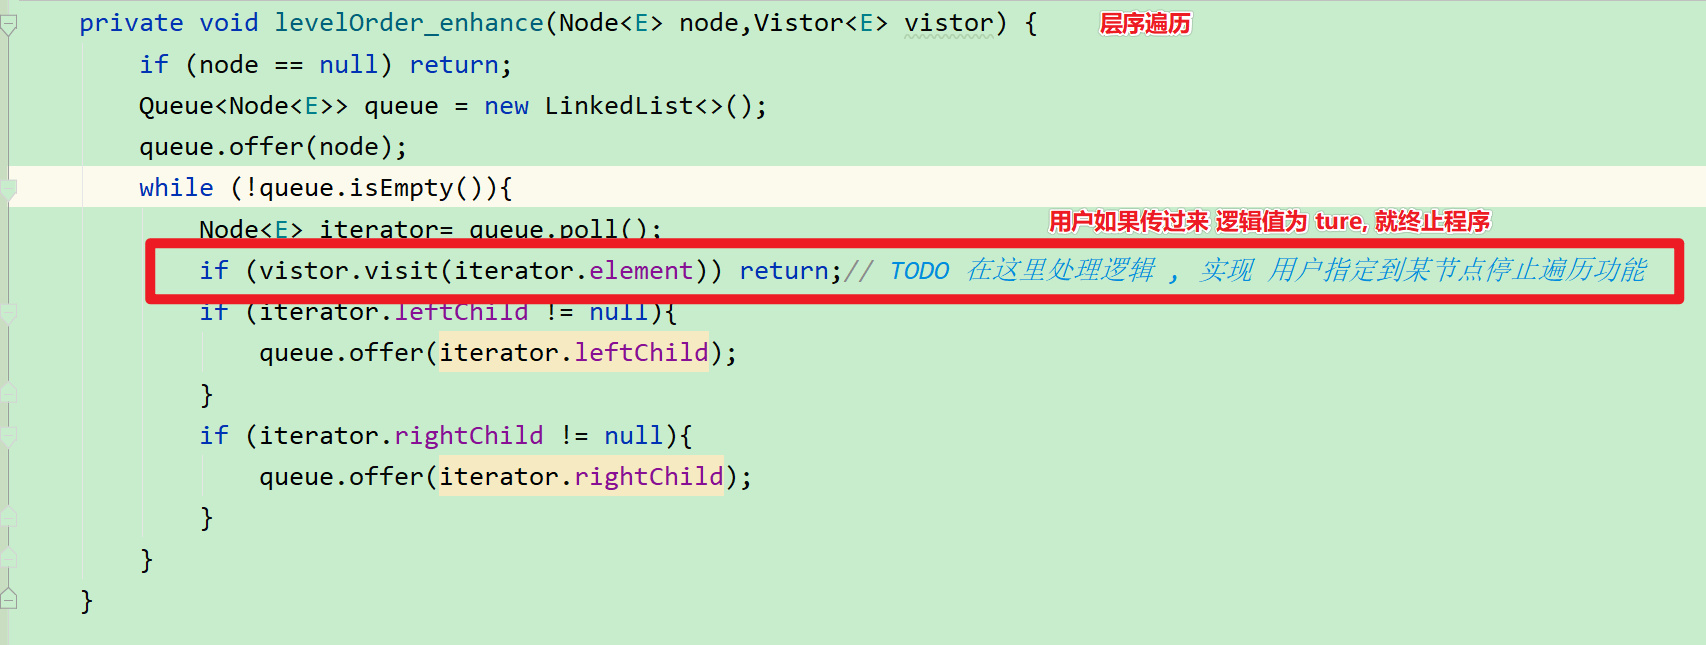 private void levelOrder_enhance(Node<E> node,Vistor<E> vistor) { 层序遍历
if (node == null) return;
Queue<Node<E>> queue = new LinkedList<>();
queue.offer(node);
while (!queue.isEmpty()){
Node<E> iterator= queue.poll(); 用户如果传过来 逻辑值为 ture, 就终止程序
if (vistor.visit(iterator.element)) return;// TODO 在这里处理逻辑 , 实现 用户指定到某节点停止遍历功能
if (iterator.leftChild != null){
queue.offer(iterator.leftChild);
}
if (iterator.rightChild != null){
queue.offer(iterator.rightChild);
}
}
}